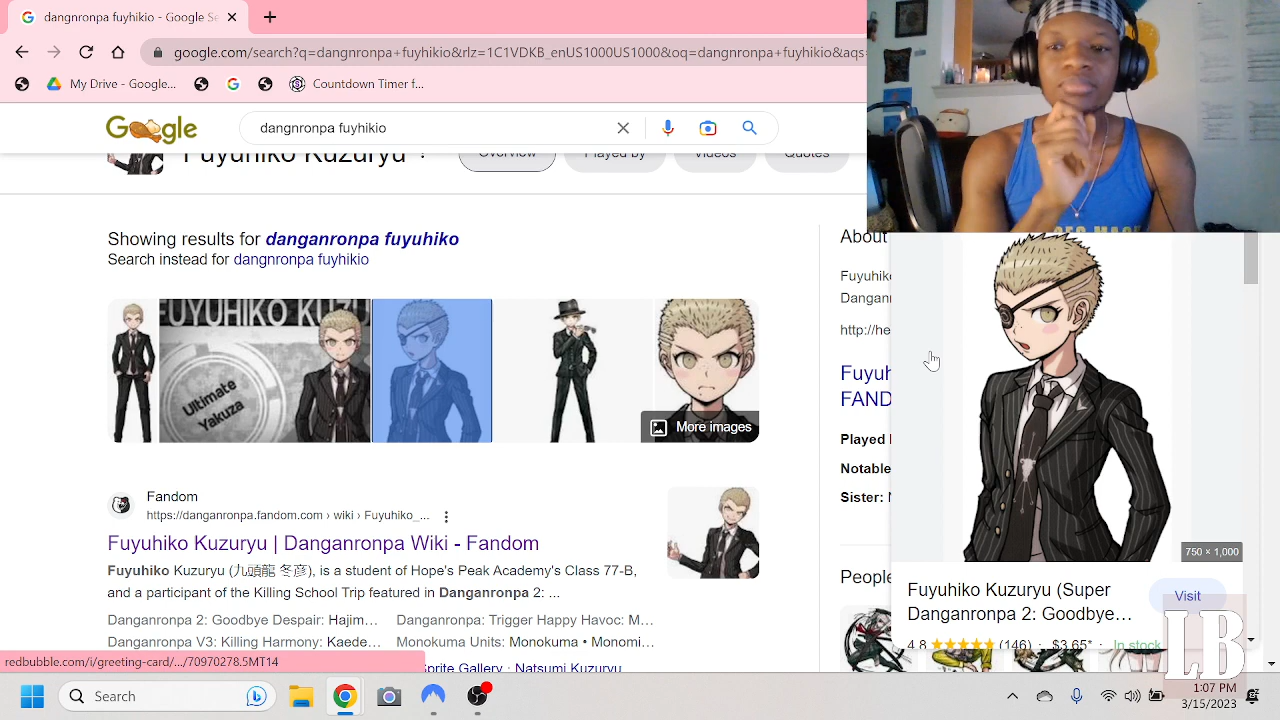 dangnronpa fuyhikio - Google Se
google.com/search?q=dangnronpa+fuyhikio&rlz=1C1VDKB_enUS1000US1000&oq=dangnronpa+fuyhikio&aqs=
My Drive - Google...
Countdown Timer f...
Google
dangnronpa fuyhikio
Fuyuhiko Kuzuryu
Overview
Played by
Videos
Quotes
Showing results for danganronpa fuyuhiko
Search instead for dangnronpa fuyhikio
FUYUHIKO KUZU
Ultimate
Yakuza
More images
Fandom
https://danganronpa.fandom.com › wiki › Fuyuhiko_...
Fuyuhiko Kuzuryu | Danganronpa Wiki - Fandom
Fuyuhiko Kuzuryu (九頭龍 冬彦), is a student of Hope's Peak Academy's Class 77-B,
and a participant of the Killing School Trip featured in Danganronpa 2: ...
Danganronpa 2: Goodbye Despair: Hajim...
Danganronpa: Trigger Happy Havoc: M...
Danganronpa V3: Killing Harmony: Kaede...
Monokuma Units: Monokuma • Monomi...
Sprite Gallery · Natsumi Kuzuryu
redbubble.com/i/greeting-card/.../79870278.5MT14
About
Fuyuhik
Danganr
http://he
Fuyuh
FAND
Played
Notable
Sister:
People
750 × 1,000
Fuyuhiko Kuzuryu (Super
Danganronpa 2: Goodbye...
Visit
4.8 ★★★★★ (146) · $3.65* · In stock
LB
Search
1:07 PM
3/15/2023